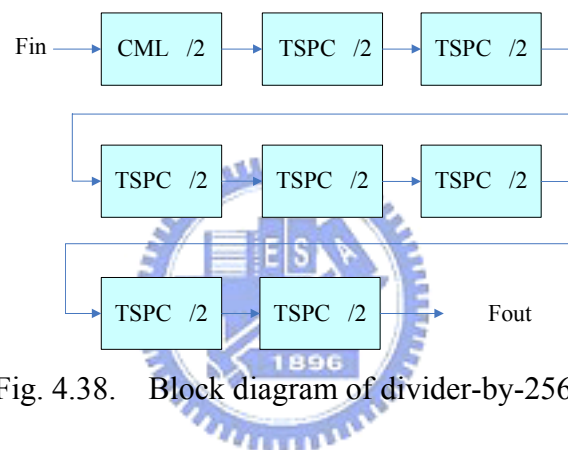 Fin CML /2 TSPC /2 TSPC /2
TSPC /2 TSPC /2 TSPC /2
E S A
TSPC /2 TSPC /2 Fout
1896
Fig. 4.38. Block diagram of divider-by-256